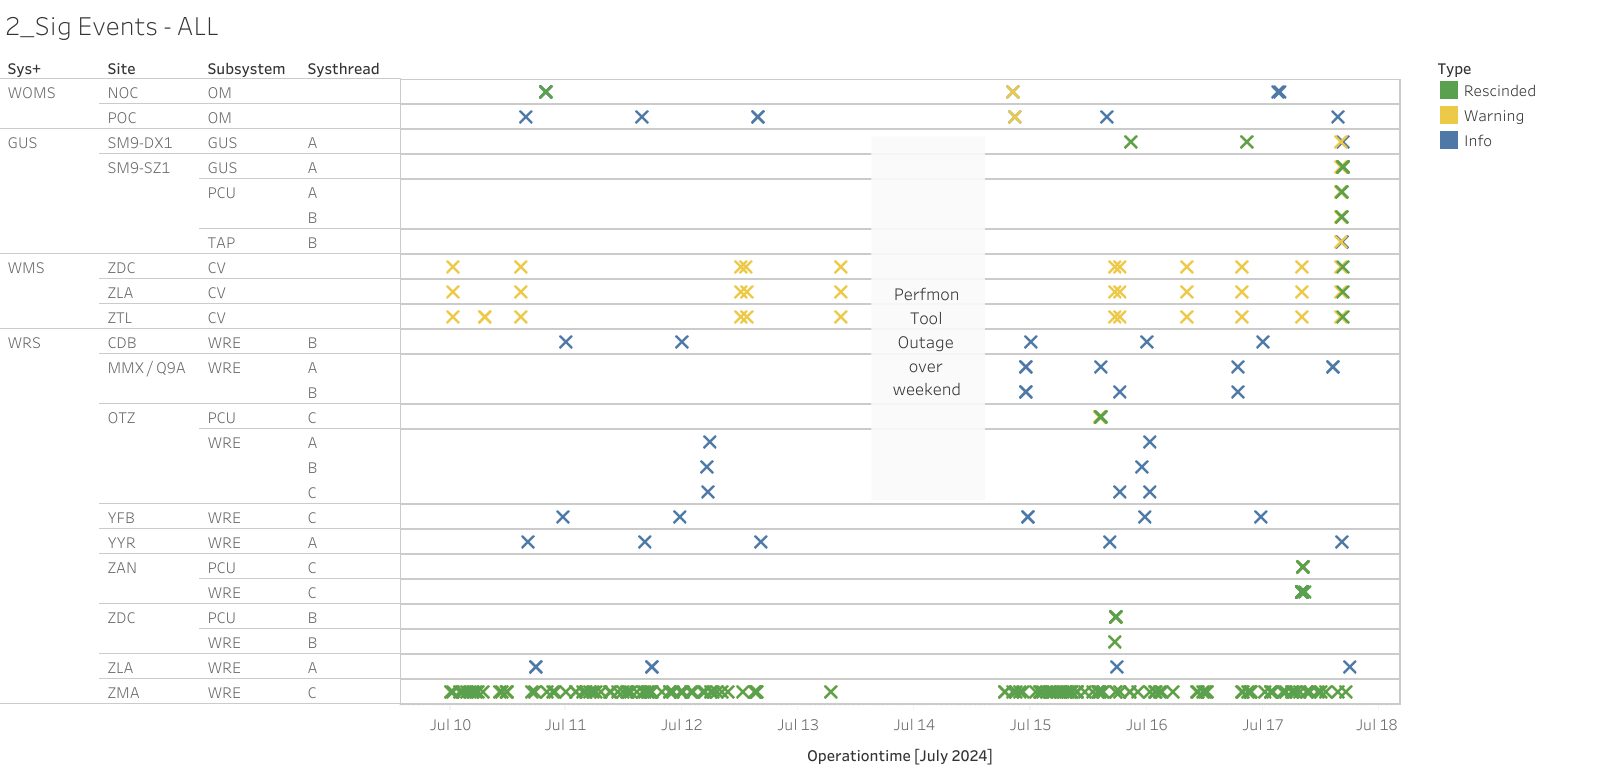 2_Sig Events - ALL
Sys+ Site Subsystem Systhread
Type
WOMS NOC OM
Rescinded
POC OM
Warning
GUS SM9-DX1 GUS A
Info
SM9-SZ1 GUS A
PCU A
B
TAP B
WMS ZDC CV
ZLA CV
Perfmon
ZTL CV
Tool
WRS CDB WRE B
Outage
MMX / Q9A WRE A
over
B
weekend
OTZ PCU C
WRE A
B
C
YFB WRE C
YYR WRE A
ZAN PCU C
WRE C
ZDC PCU B
WRE B
ZLA WRE A
ZMA WRE C
Jul 10 Jul 11 Jul 12 Jul 13 Jul 14 Jul 15 Jul 16 Jul 17 Jul 18
Operationtime [July 2024]